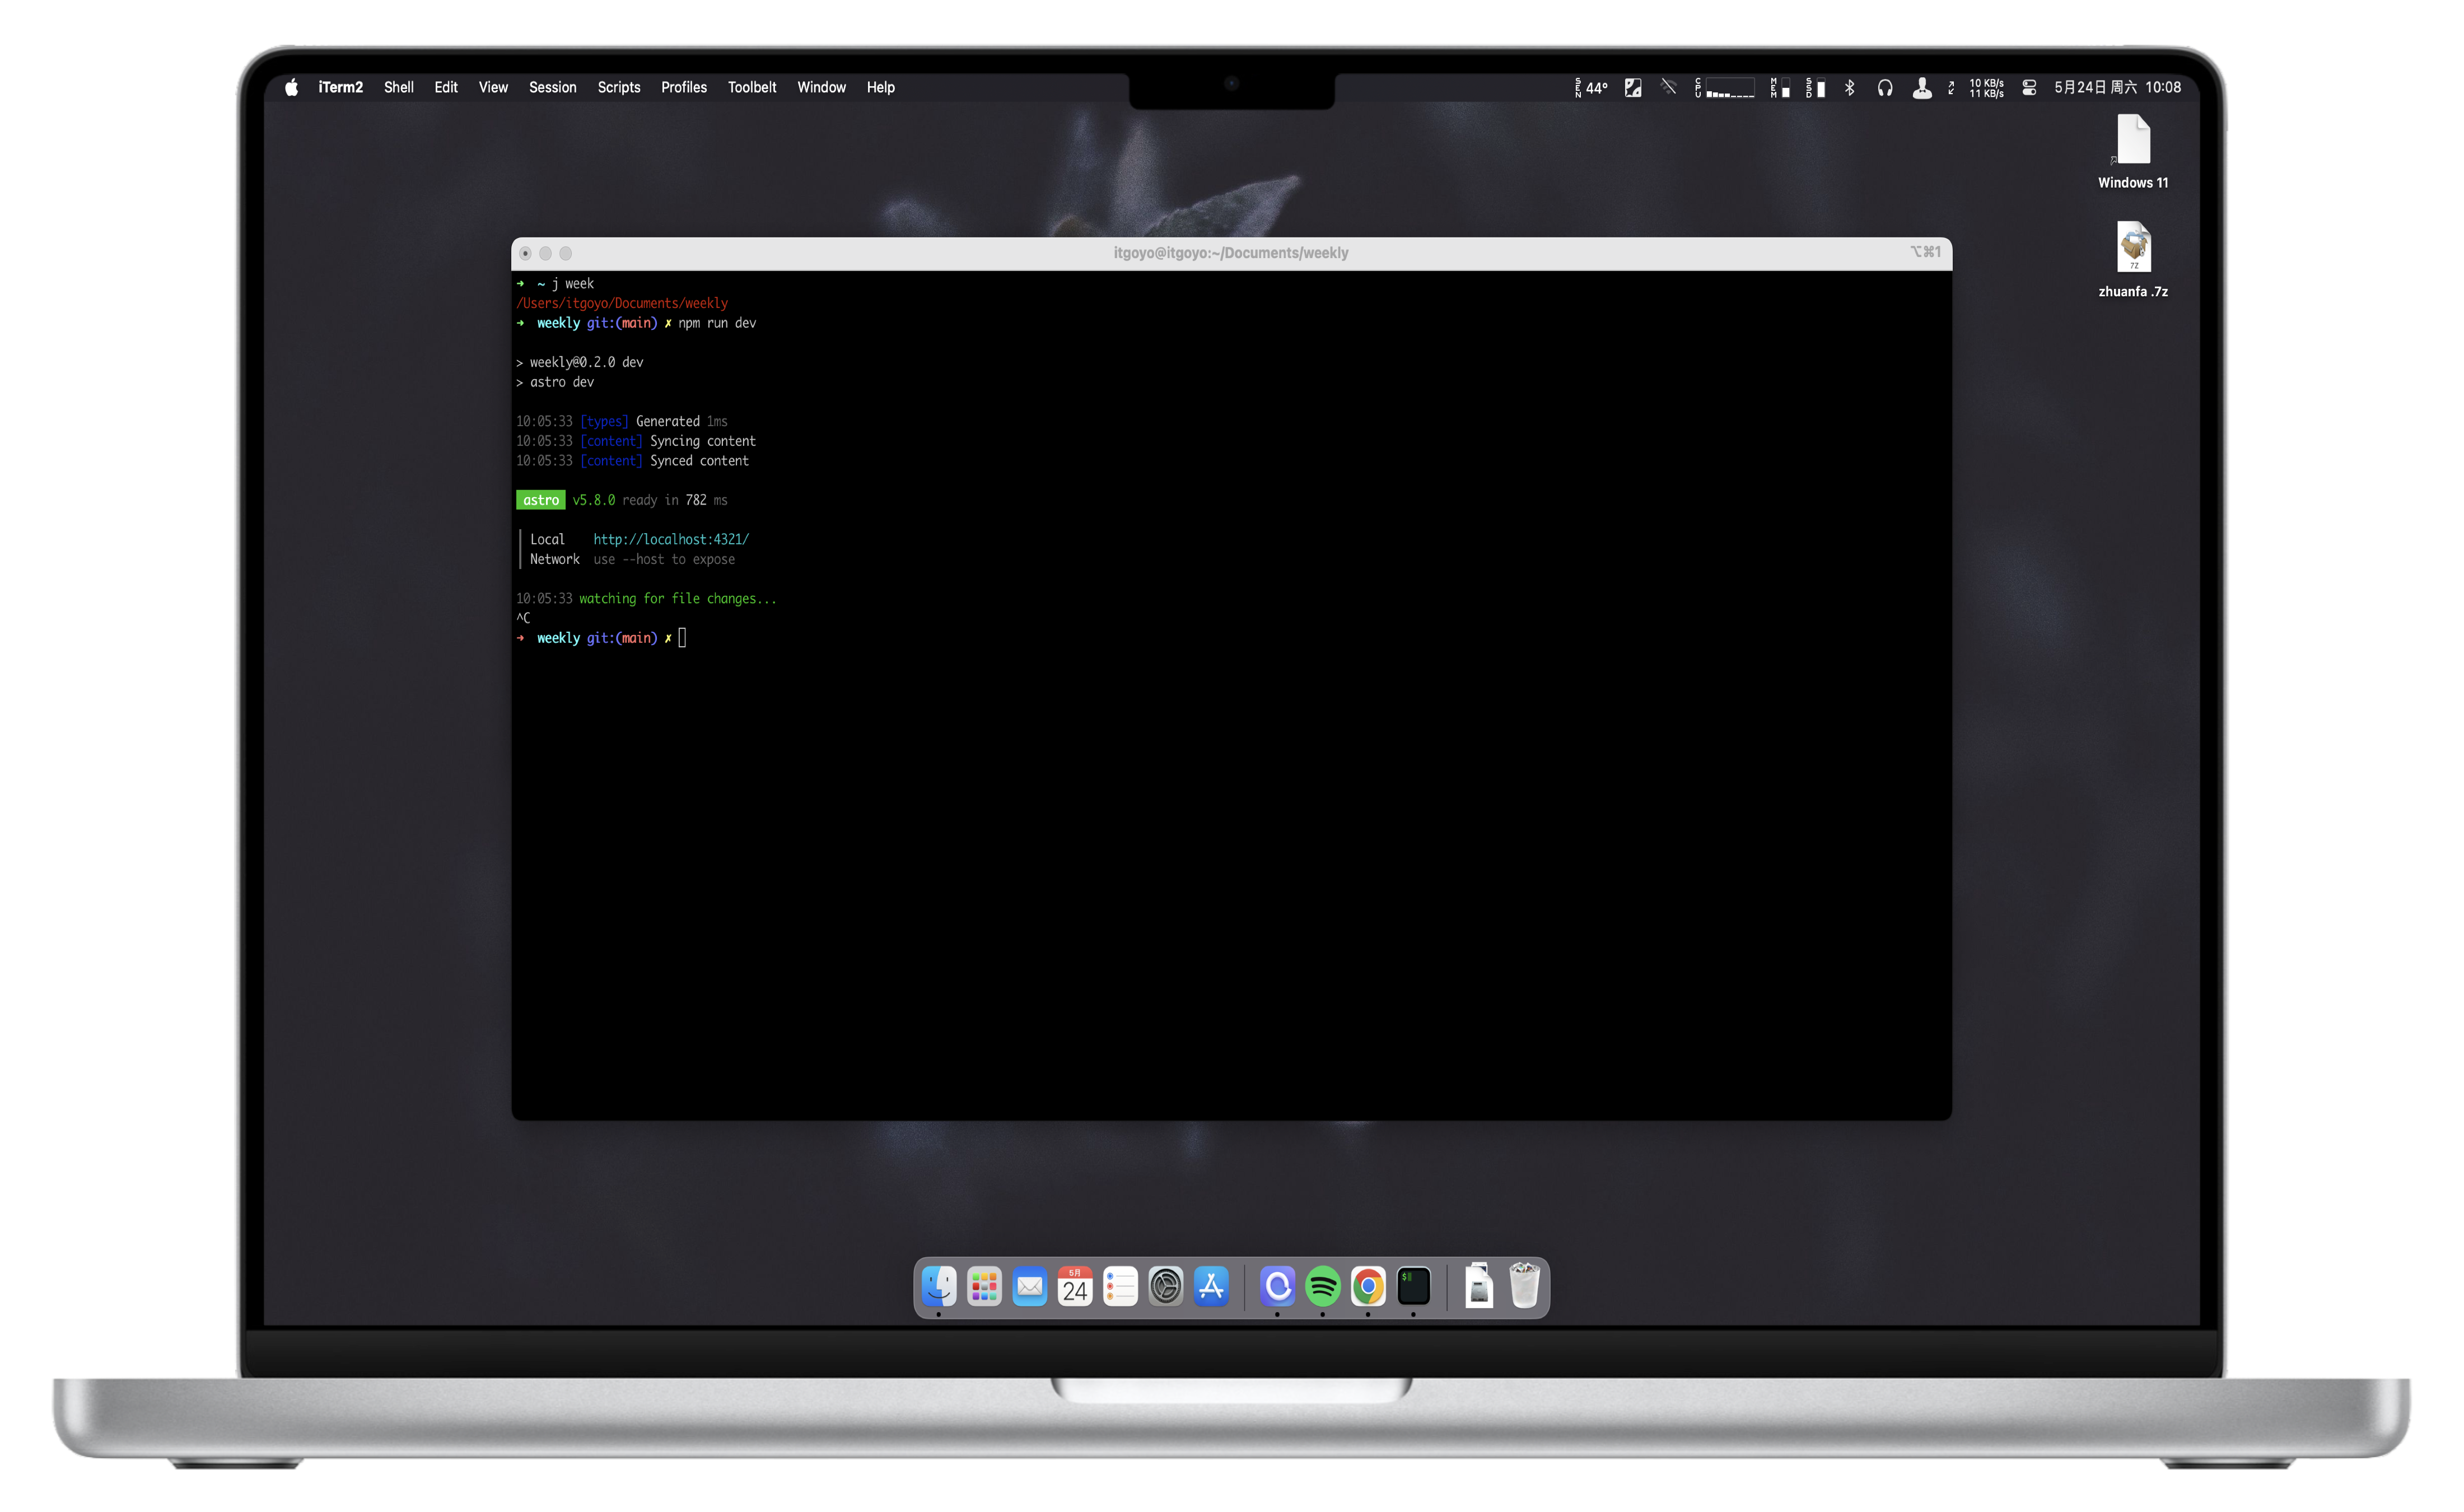 iTerm2 Shell Edit View Session Scripts Profiles Toolbelt Window Help
SEN 44° CPU MEM SSD 10 KB/s 11 KB/s 5月24日 周六 10:08
Windows 11
7Z
zhuanfa .7z
itgoyo@itgoyo:~/Documents/weekly ⌥⌘1
➜ ~ j week
/Users/itgoyo/Documents/weekly
➜ weekly git:(main) ✗ npm run dev
> weekly@0.2.0 dev
> astro dev
10:05:33 [types] Generated 1ms
10:05:33 [content] Syncing content
10:05:33 [content] Synced content
astro v5.8.0 ready in 782 ms
┃ Local http://localhost:4321/
┃ Network use --host to expose
10:05:33 watching for file changes...
^C
➜ weekly git:(main) ✗
5月
24
$